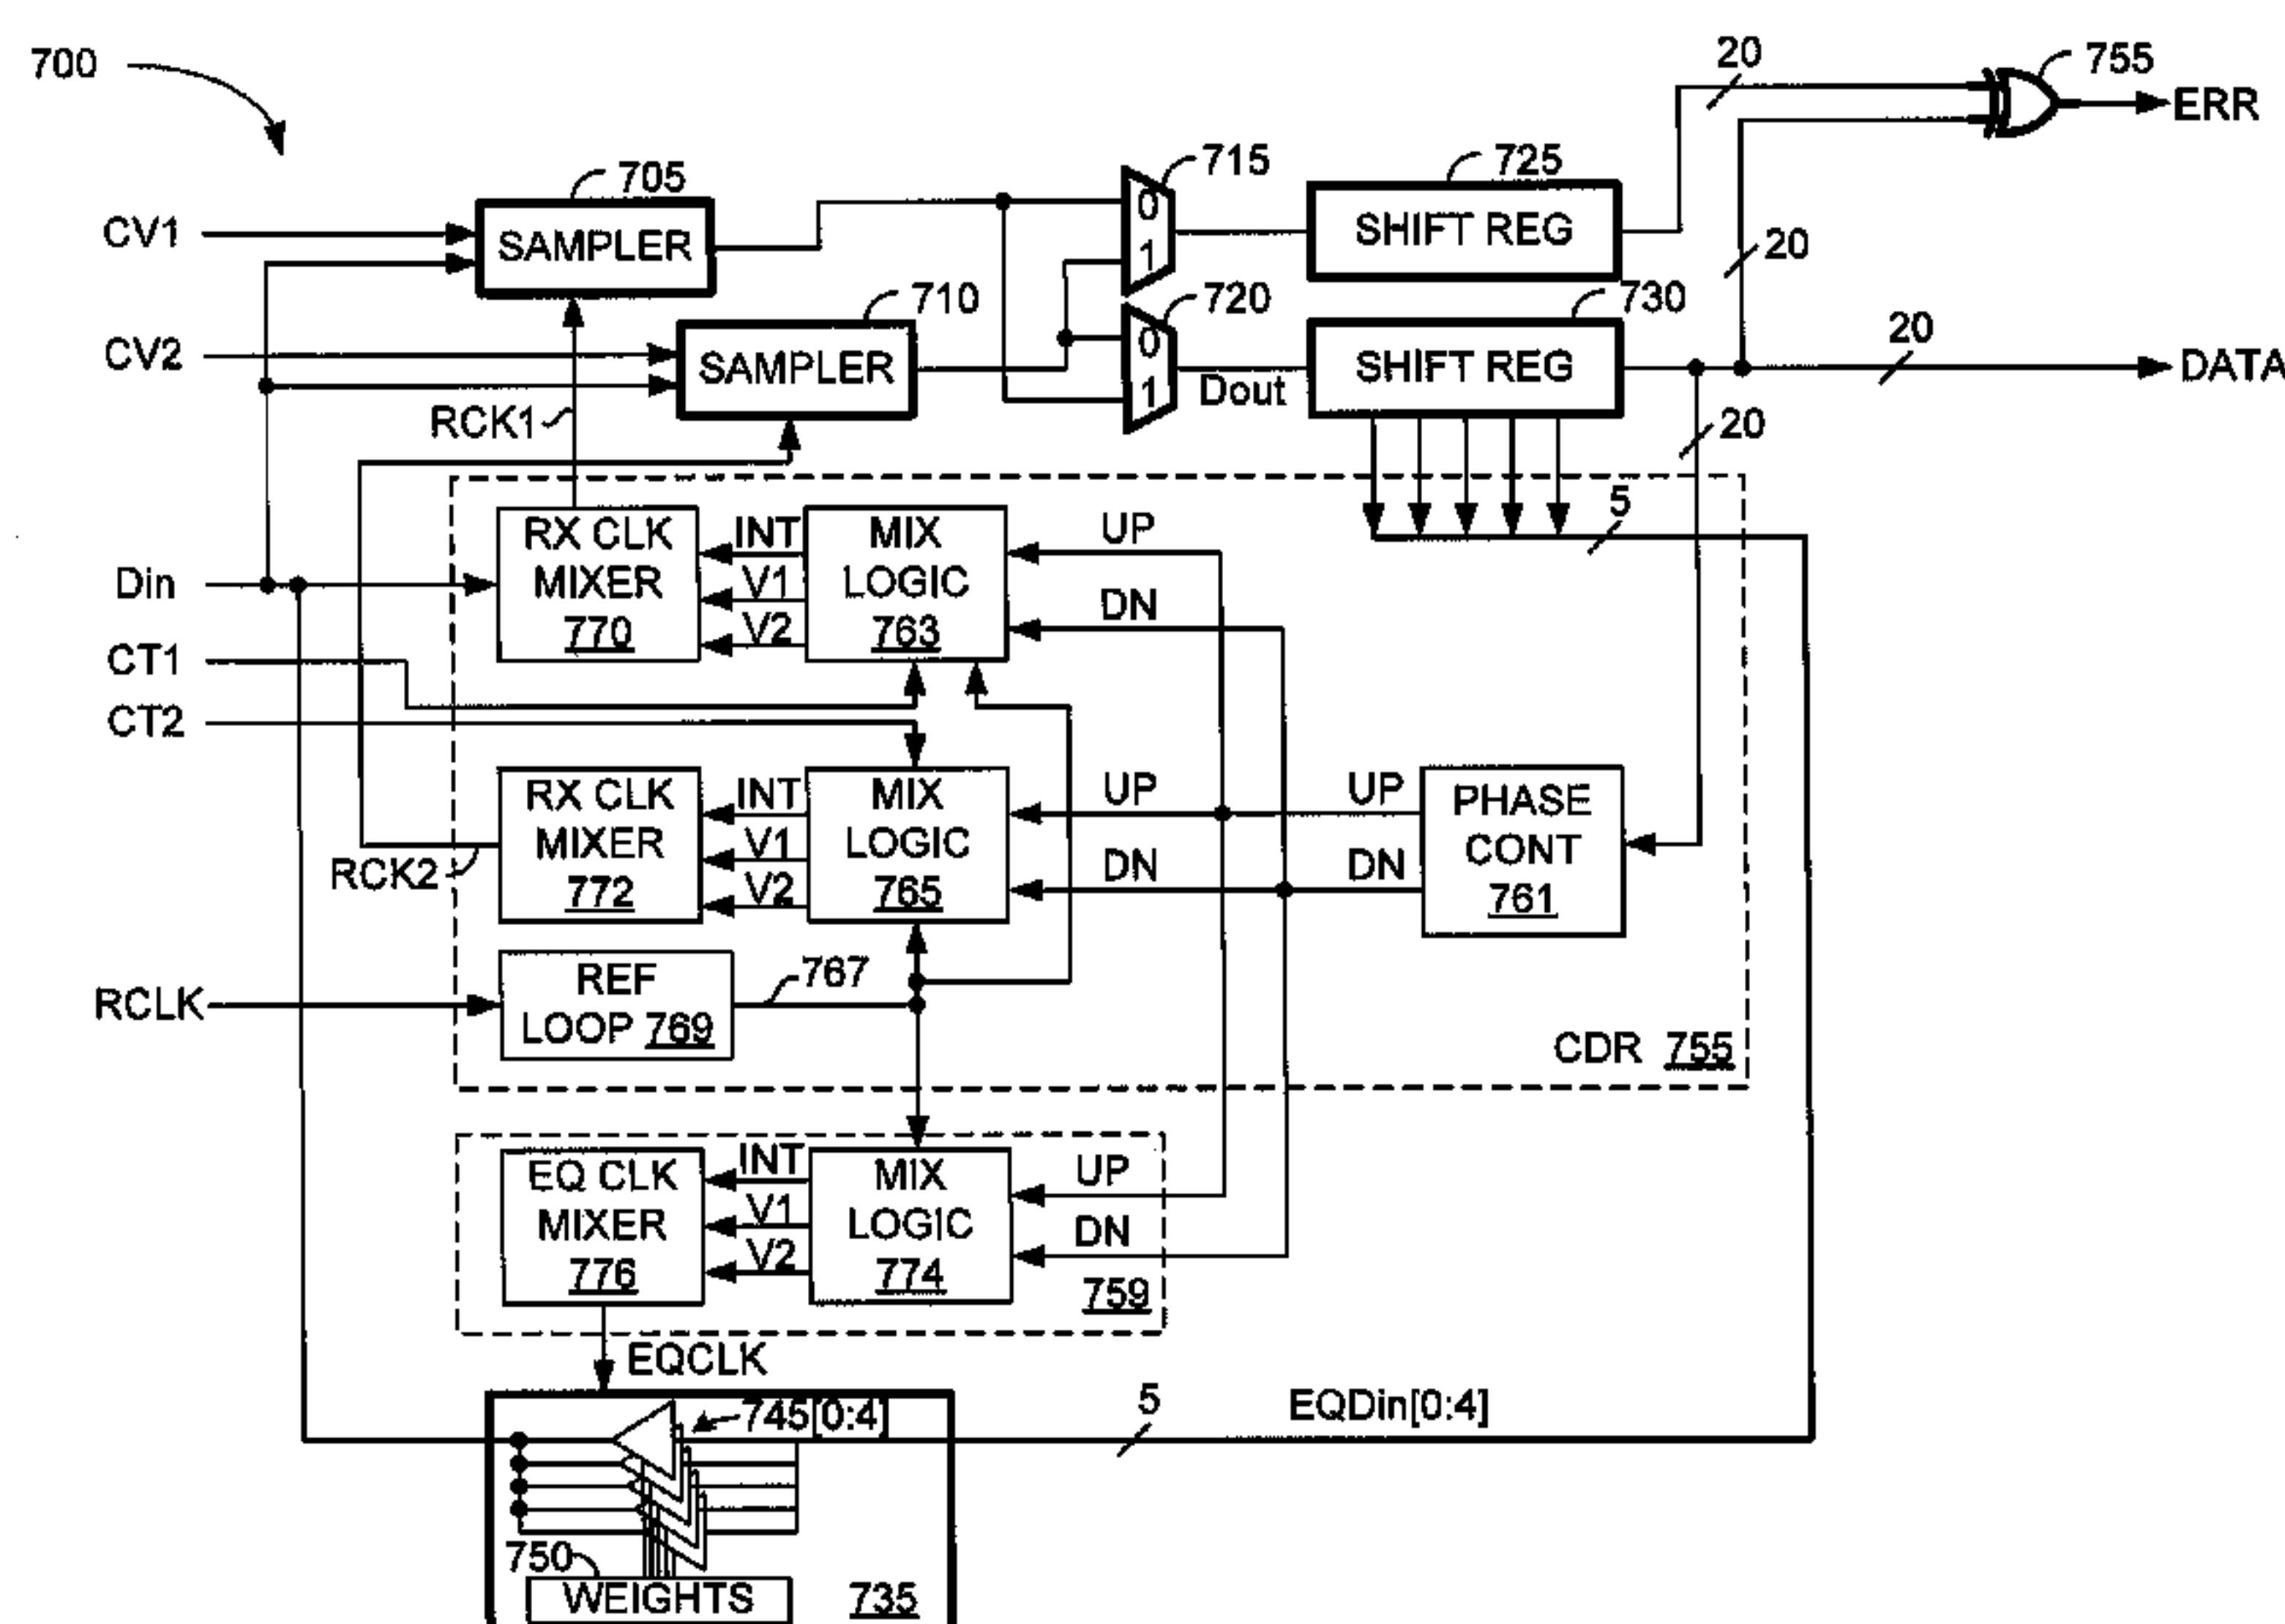 700
20
755
ERR
705
715
725
CV1
SAMPLER
0
1
SHIFT REG
20
710
720
730
CV2
SAMPLER
0
1
Dout
SHIFT REG
20
DATA
RCK1
20
5
Din
RX CLK
MIXER
770
INT
V1
V2
MIX
LOGIC
763
UP
DN
CT1
CT2
RX CLK
MIXER
772
INT
V1
V2
MIX
LOGIC
765
UP
DN
UP
DN
PHASE
CONT
761
RCK2
RCLK
REF
LOOP 769
767
CDR 755
EQ CLK
MIXER
776
INT
V1
V2
MIX
LOGIC
774
UP
DN
759
EQCLK
745[0:4]
5
EQDin[0:4]
750
WEIGHTS
735